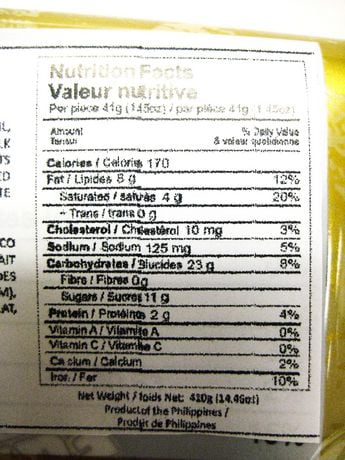 Nutrition Facts
Valeur nutritive
Per piece 41g (1.45oz) / par pièce 41g (1.45oz)
Amount % Daily Value
Teneur % valeur quotidienne
Calories / Calories 170
Fat / Lipides 8 g 12%
Saturates / saturés 4 g 20%
+ Trans / trans 0 g
Cholesterol / Cholestérol 10 mg 3%
Sodium / Sodium 125 mg 5%
Carbohydrates / Glucides 23 g 8%
Fibre / Fibres 0g
Sugars / Sucres 11 g
Protein / Protéines 2 g 4%
Vitamin A / Vitamine A 0%
Vitamin C / Vitamine C 0%
Calcium / Calcium 2%
Iron / Fer 10%
Net Weight / Poids Net: 410g (14.46oz)
Product of the Philippines /
Produit de Philippines